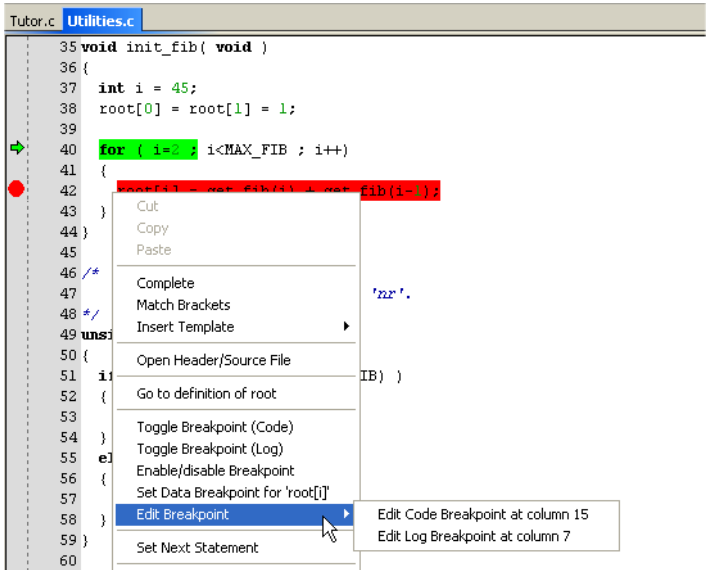 Tutor.c Utilities.c
35 void init_fib( void )
36 {
37 int i = 45;
38 root[0] = root[1] = 1;
39
40 for ( i=2 ; i<MAX_FIB ; i++)
41 {
42 root[i] = get_fib(i) + get_fib(i-1);
43 }
44 }
45
46 /*
47 'nr'.
48 */
49 unsi
50 {
51 if IB) )
52 {
53
54 }
55 el
56 {
57
58 }
59 }
60
Cut
Copy
Paste
Complete
Match Brackets
Insert Template
Open Header/Source File
Go to definition of root
Toggle Breakpoint (Code)
Toggle Breakpoint (Log)
Enable/disable Breakpoint
Set Data Breakpoint for 'root[i]'
Edit Breakpoint
Set Next Statement
Edit Code Breakpoint at column 15
Edit Log Breakpoint at column 7